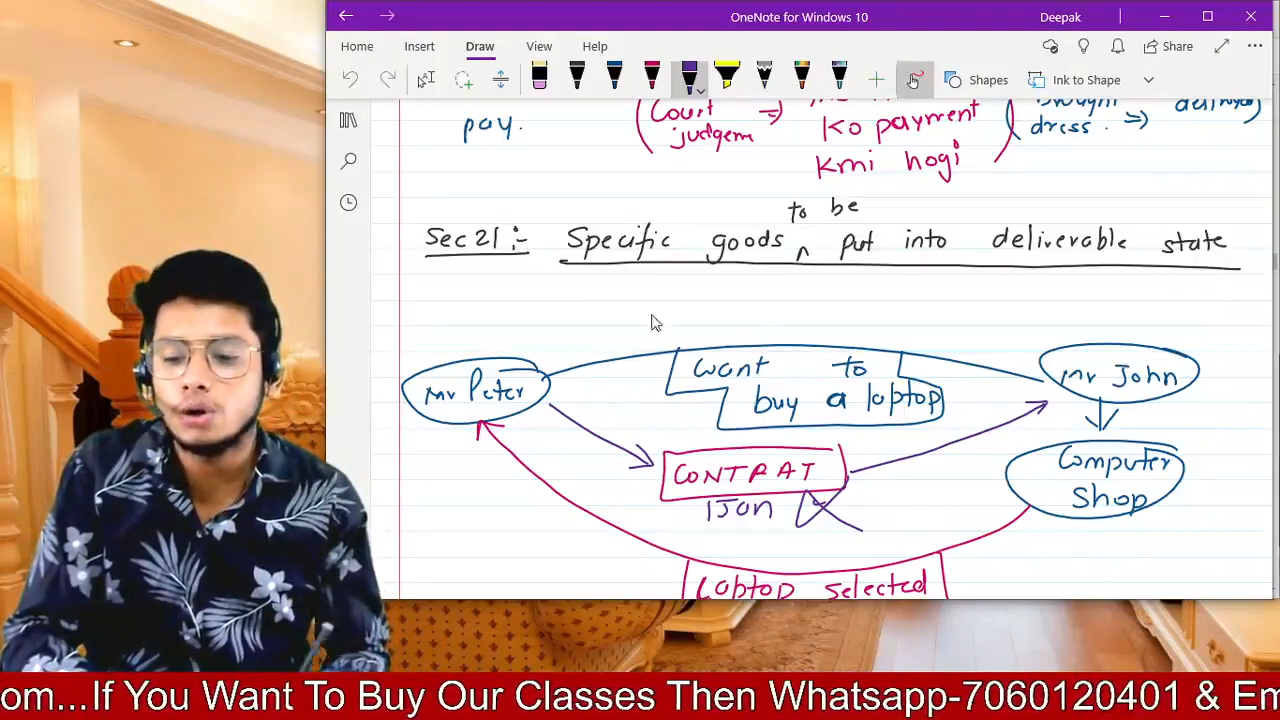 OneNote for Windows 10
Deepak
Home Insert Draw View Help
Share
Shapes
Ink to Shape
pay.
Court
judgem
ko payment
kmi hogi
dress.
to be
Sec 21:- Specific goods ^ put into deliverable state
Mr Peter
want to
buy a laptop
Mr John
Computer
Shop
CONTRAT
1Jan
laptop selected
om...If You Want To Buy Our Classes Then Whatsapp-7060120401 & Em